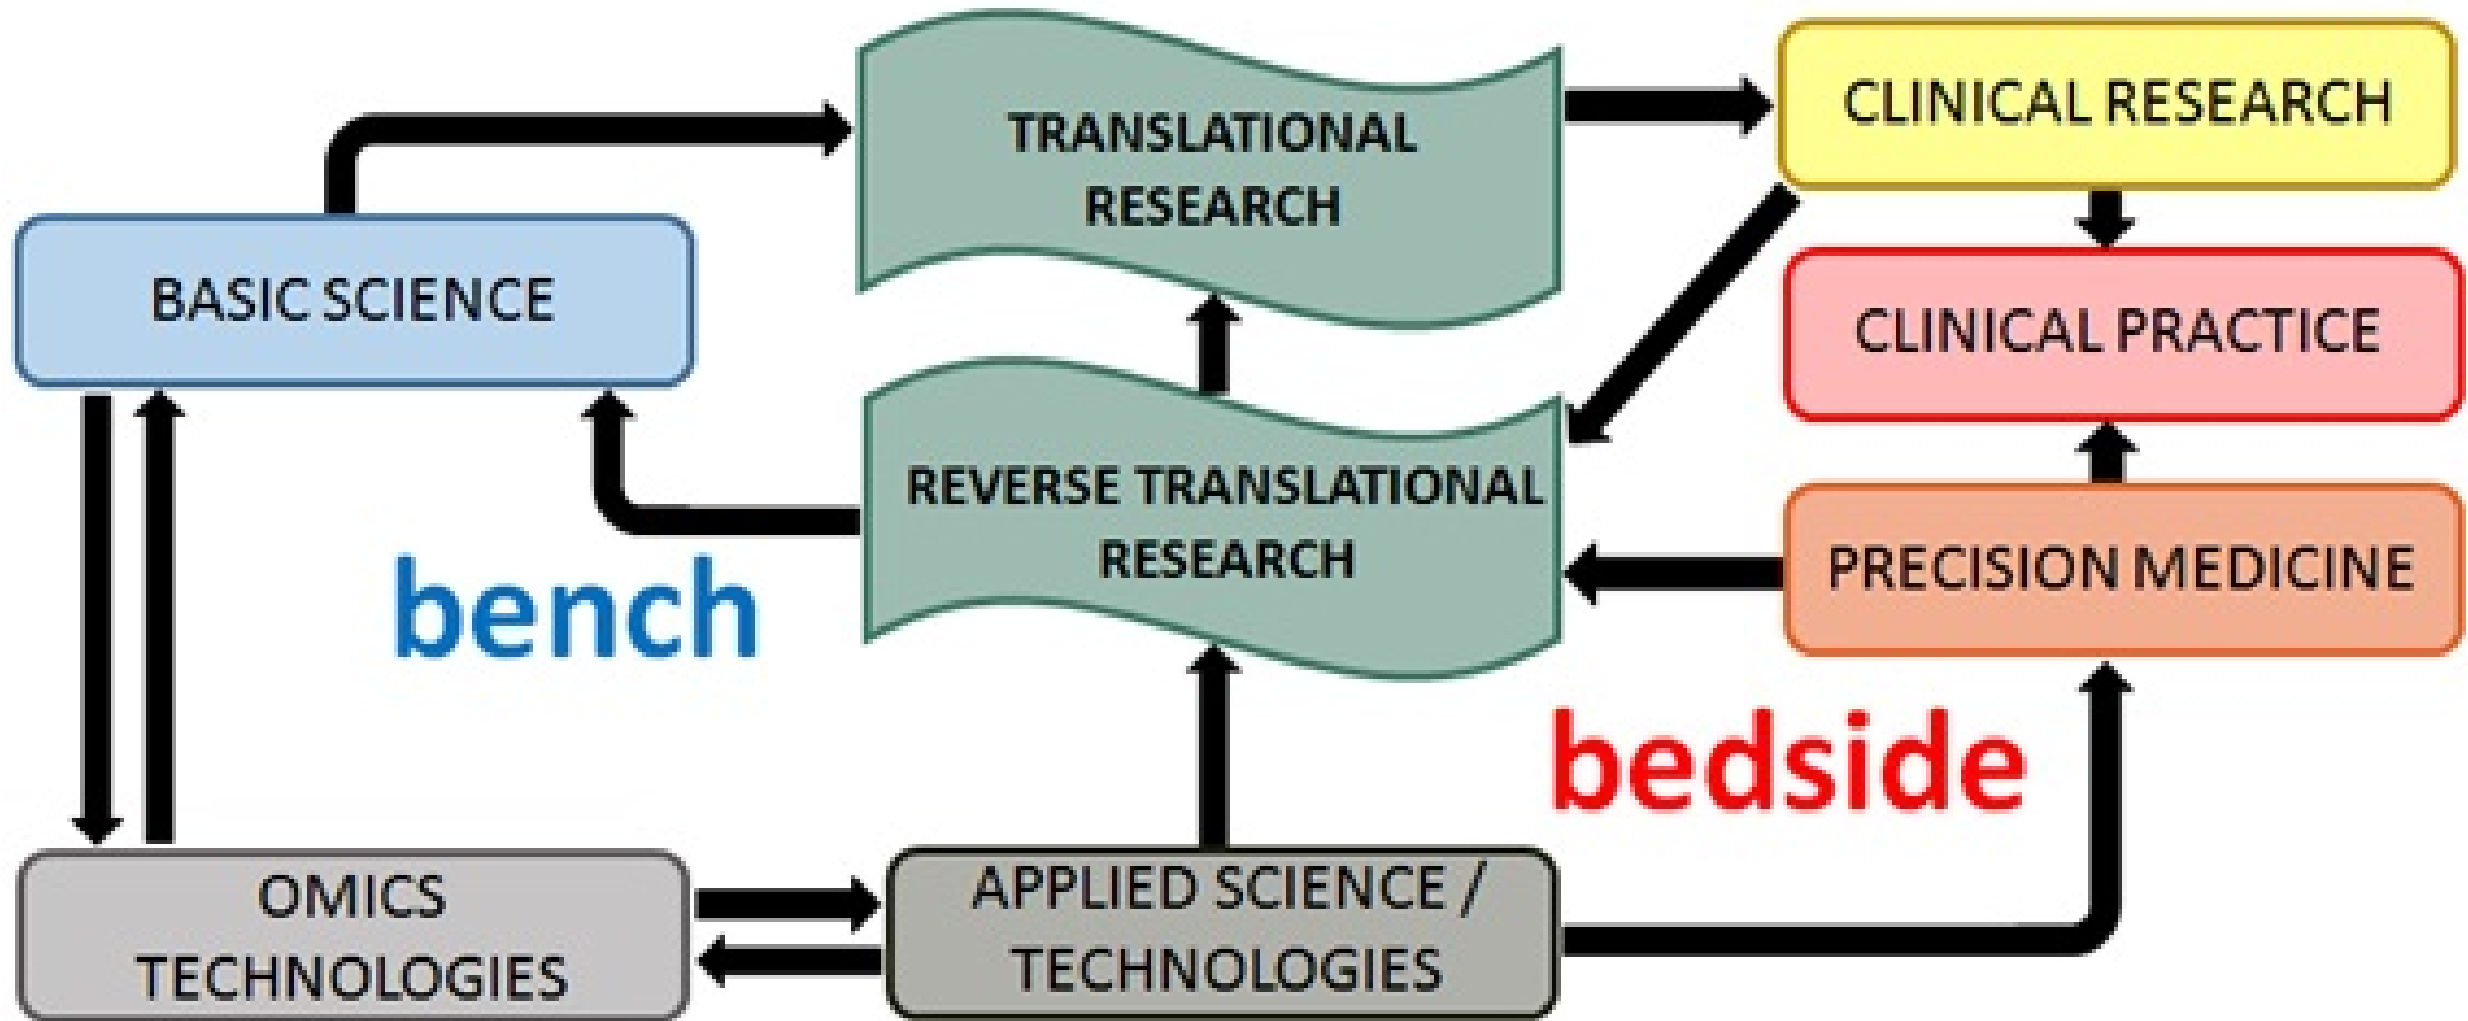 TRANSLATIONAL
RESEARCH
CLINICAL RESEARCH
BASIC SCIENCE
CLINICAL PRACTICE
REVERSE TRANSLATIONAL
RESEARCH
PRECISION MEDICINE
bench
bedside
OMICS
TECHNOLOGIES
APPLIED SCIENCE /
TECHNOLOGIES